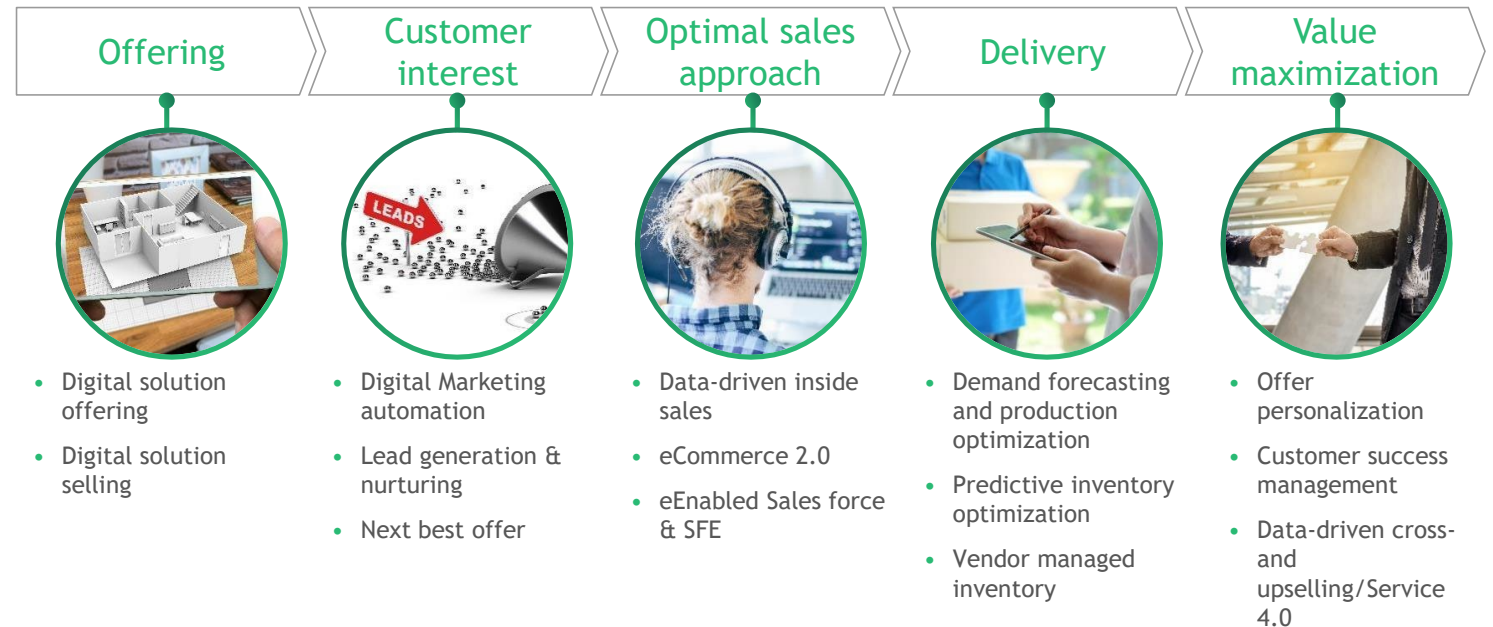 Offering
Customer
interest
Optimal sales
approach
Delivery
Value
maximization
LEADS
• Digital solution
offering
• Digital solution
selling
• Digital Marketing
automation
• Lead generation &
nurturing
• Next best offer
• Data-driven inside
sales
• eCommerce 2.0
• eEnabled Sales force
& SFE
• Demand forecasting
and production
optimization
• Predictive inventory
optimization
• Vendor managed
inventory
• Offer
personalization
• Customer success
management
• Data-driven cross-
and
upselling/Service
4.0